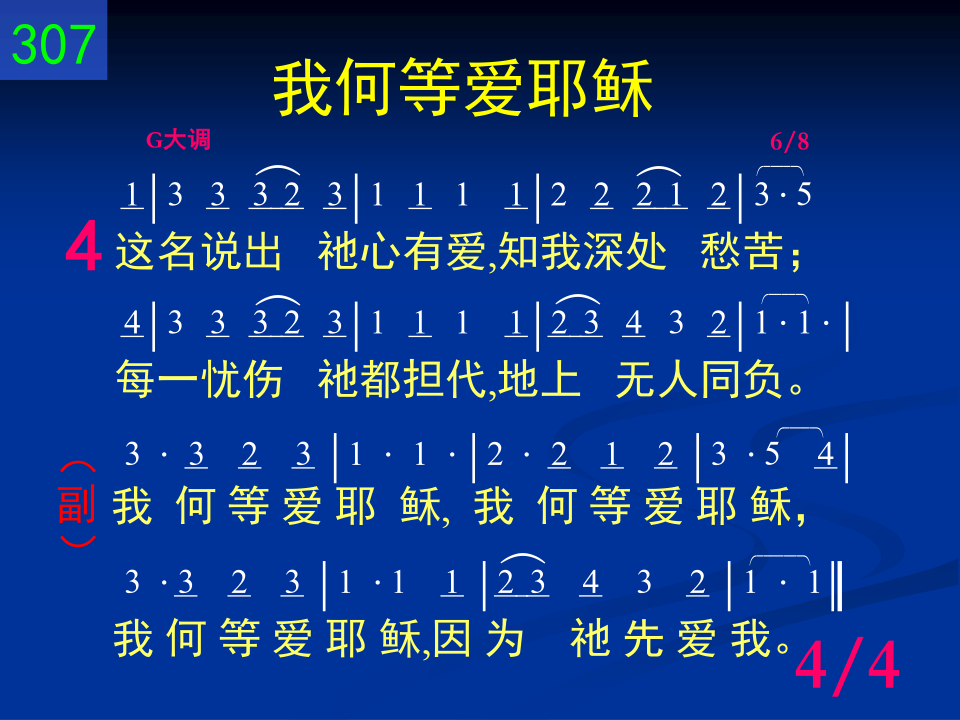 307
我何等爱耶稣
G大调 6/8
1|3 3 3 2 3|1 1 1 1|2 2 2 1 2|3·5
4 这名说出 祂心有爱,知我深处 愁苦；
4|3 3 3 2 3|1 1 1 1|2 3 4 3 2|1·1·|
每一忧伤 祂都担代,地上 无人同负。
3·3 2 3|1·1·|2·2 1 2|3·5 4|
（副） 我 何 等 爱 耶 稣, 我 何 等 爱 耶 稣，
3·3 2 3|1·1 1|2 3 4 3 2|1·1‖
我 何 等 爱 耶 稣,因 为 祂 先 爱 我。
4/4